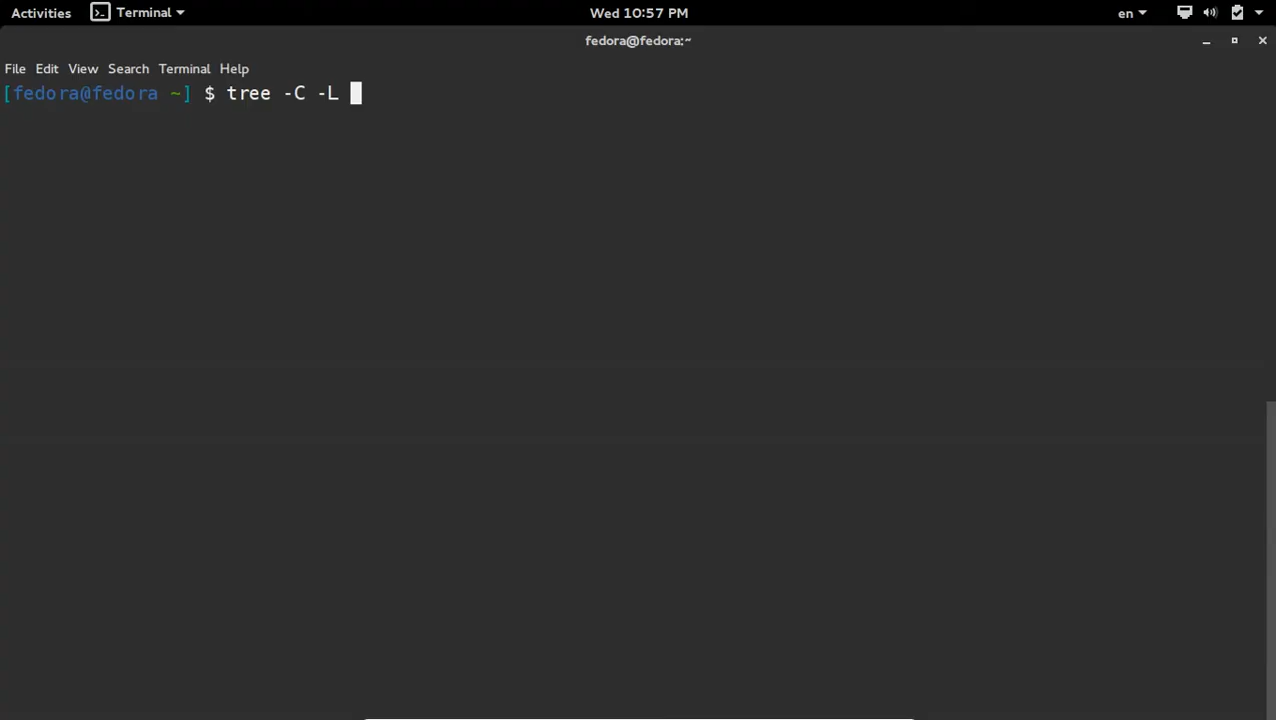 Activities Terminal Wed 10:57 PM en
fedora@fedora:~
File Edit View Search Terminal Help
[fedora@fedora ~] $ tree -C -L